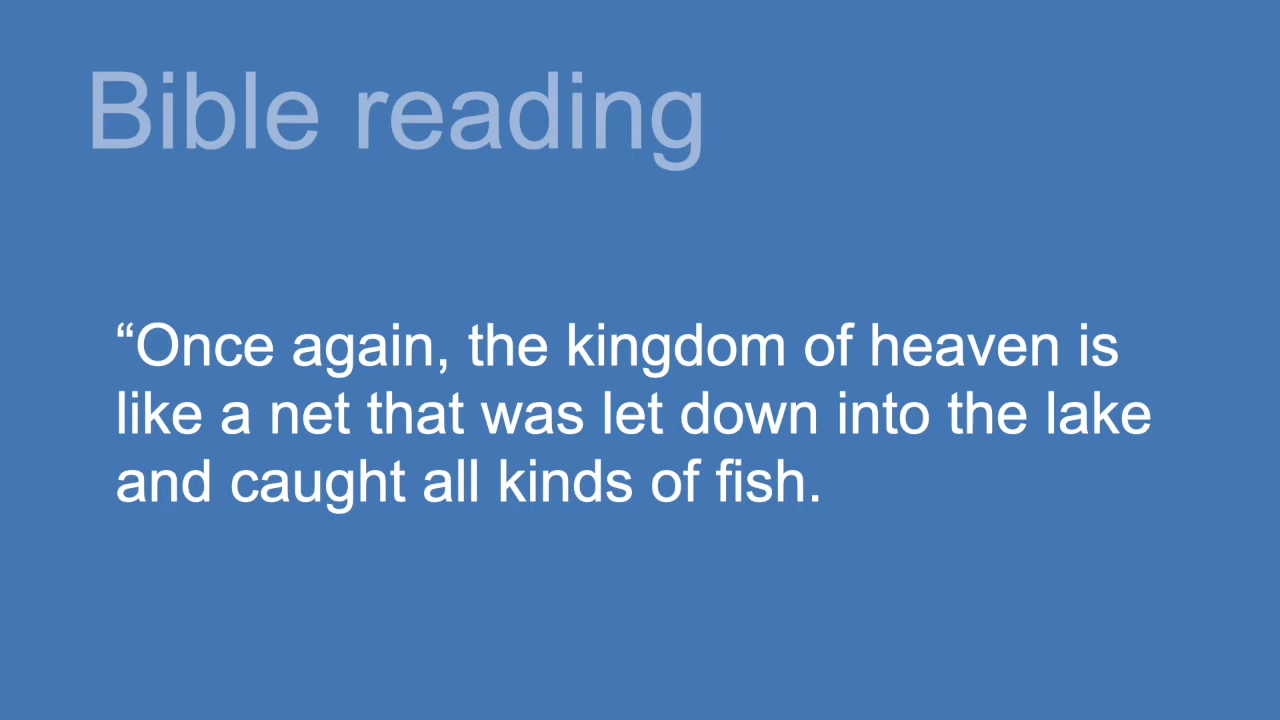 Bible reading
“Once again, the kingdom of heaven is
like a net that was let down into the lake
and caught all kinds of fish.